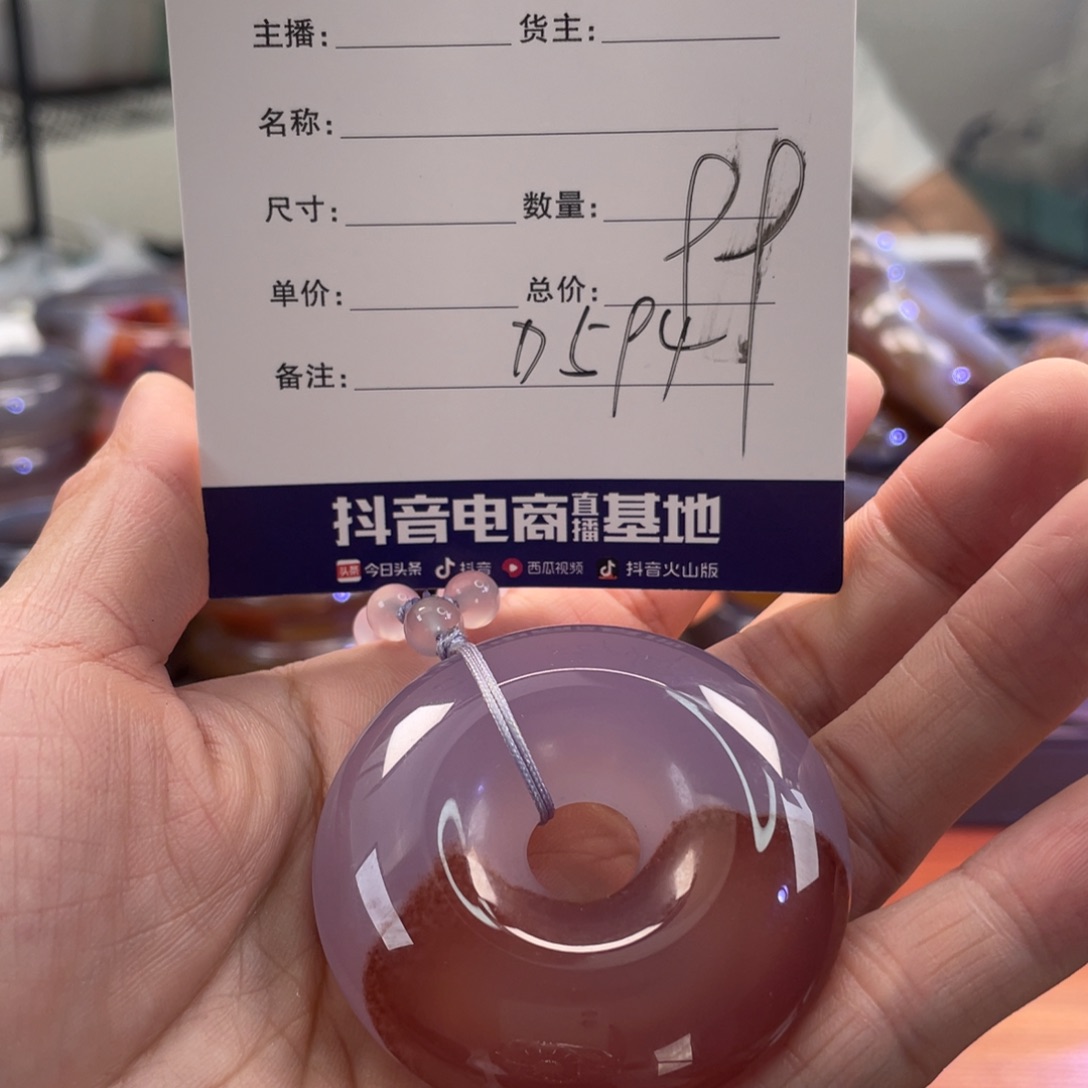 主播: 货主:
名称:
尺寸: 数量:
单价: 总价:
D5P4
备注:
抖音电商直播基地
今日头条 抖音 西瓜视频 抖音火山版